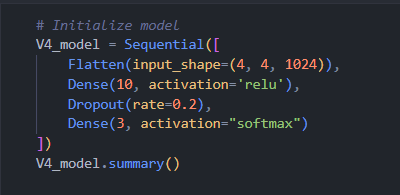 # Initialize model
V4_model = Sequential([
    Flatten(input_shape=(4, 4, 1024)),
    Dense(10, activation='relu'),
    Dropout(rate=0.2),
    Dense(3, activation="softmax")
])
V4_model.summary()